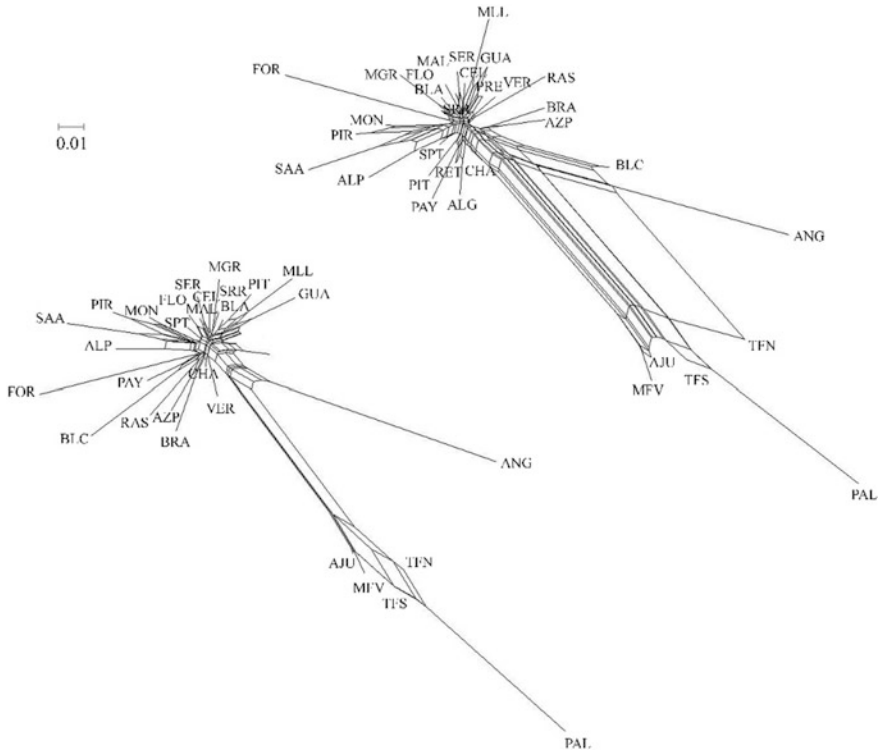 MLL
SER
GUA
MAL
CEL
FLO
MGR
FOR
BLA
PRE
VER
RAS
BRA
AZP
MON
PIR
0.01
SPT
SAA
ALP
RET
CHA
BLC
PIT
PAY
ALG
ANG
TFN
AJU
TFS
MFV
PAL
MGR
SER
CEL
SRR
PIT
MLL
FLO
MAL
BLA
GUA
PIR
MON
SPT
SAA
ALP
CHA
PAY
FOR
VER
AZP
RAS
BLC
BRA
ANG
AJU
TFN
MFV
TFS
PAL